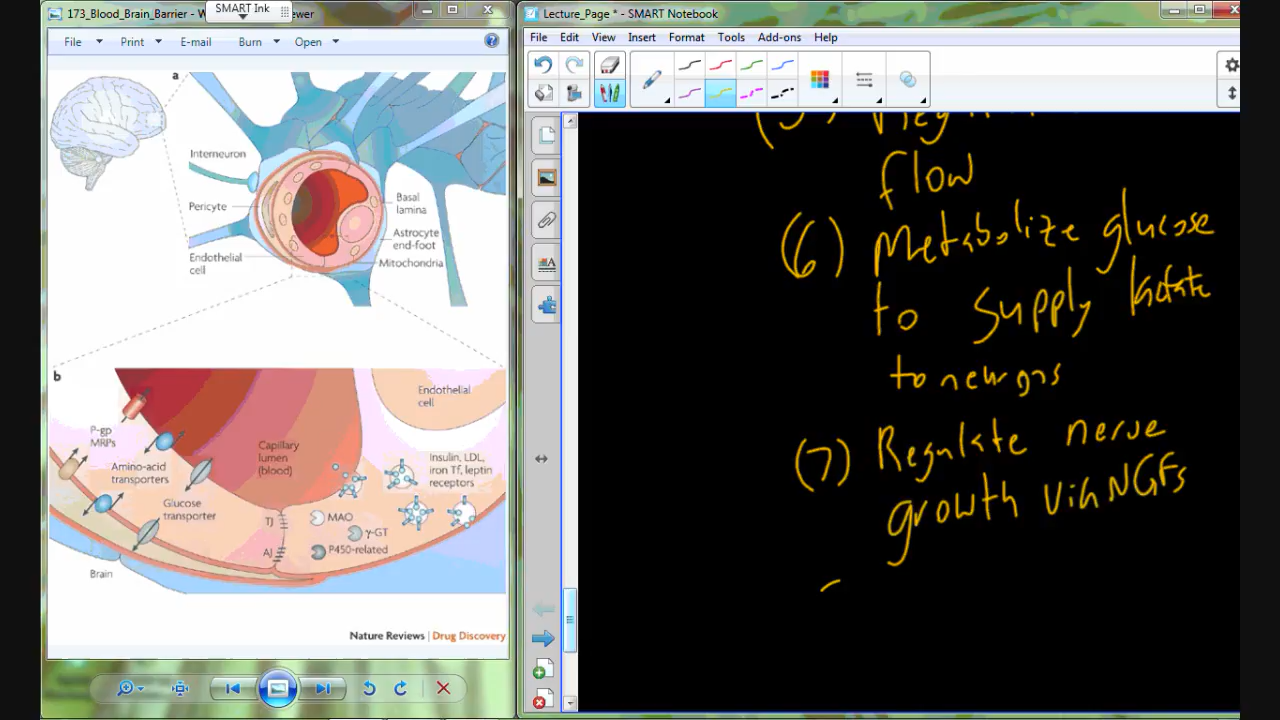 173_Blood_Brain_Barrier - W
SMART Ink
ewer
File
Print
E-mail
Burn
Open
a
Interneuron
Pericyte
Endothelial
cell
Basal
lamina
Astrocyte
end-foot
Mitochondria
b
Endothelial
cell
P-gp
MRPs
Amino-acid
transporters
Glucose
transporter
Capillary
lumen
(blood)
Insulin, LDL,
iron Tf, leptin
receptors
TJ
MAO
γ-GT
AJ
P450-related
Brain
Nature Reviews | Drug Discovery
Lecture_Page * - SMART Notebook
File Edit View Insert Format Tools Add-ons Help
flow
(6) Metabolize glucose
to supply lactate
to neurons
(7) Regulate nerve
growth via NGFs